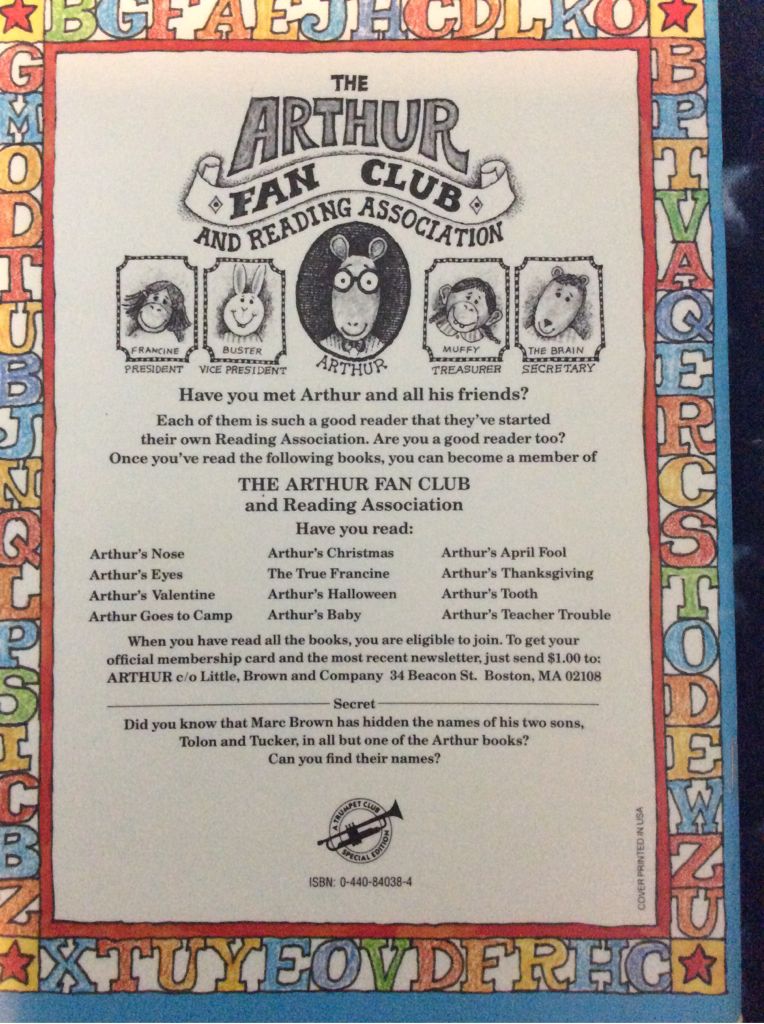 BGFAEJHCDLKO
GMODTUBJNQLPSICBZ
THE
ARTHUR
FAN CLUB
AND READING ASSOCIATION
FRANCINE
PRESIDENT
BUSTER
VICE PRESIDENT
ARTHUR
MUFFY
TREASURER
THE BRAIN
SECRETARY
Have you met Arthur and all his friends?
Each of them is such a good reader that they've started
their own Reading Association. Are you a good reader too?
Once you've read the following books, you can become a member of
THE ARTHUR FAN CLUB
and Reading Association
Have you read:
Arthur's Nose
Arthur's Eyes
Arthur's Valentine
Arthur Goes to Camp
Arthur's Christmas
The True Francine
Arthur's Halloween
Arthur's Baby
Arthur's April Fool
Arthur's Thanksgiving
Arthur's Tooth
Arthur's Teacher Trouble
When you have read all the books, you are eligible to join. To get your
official membership card and the most recent newsletter, just send $1.00 to:
ARTHUR c/o Little, Brown and Company 34 Beacon St. Boston, MA 02108
Secret
Did you know that Marc Brown has hidden the names of his two sons,
Tolon and Tucker, in all but one of the Arthur books?
Can you find their names?
A TRUMPET CLUB
SPECIAL EDITION
ISBN: 0-440-84038-4
COVER PRINTED IN USA
BPTVAQERCSTODEWZU
XTUYEOVDFRHC